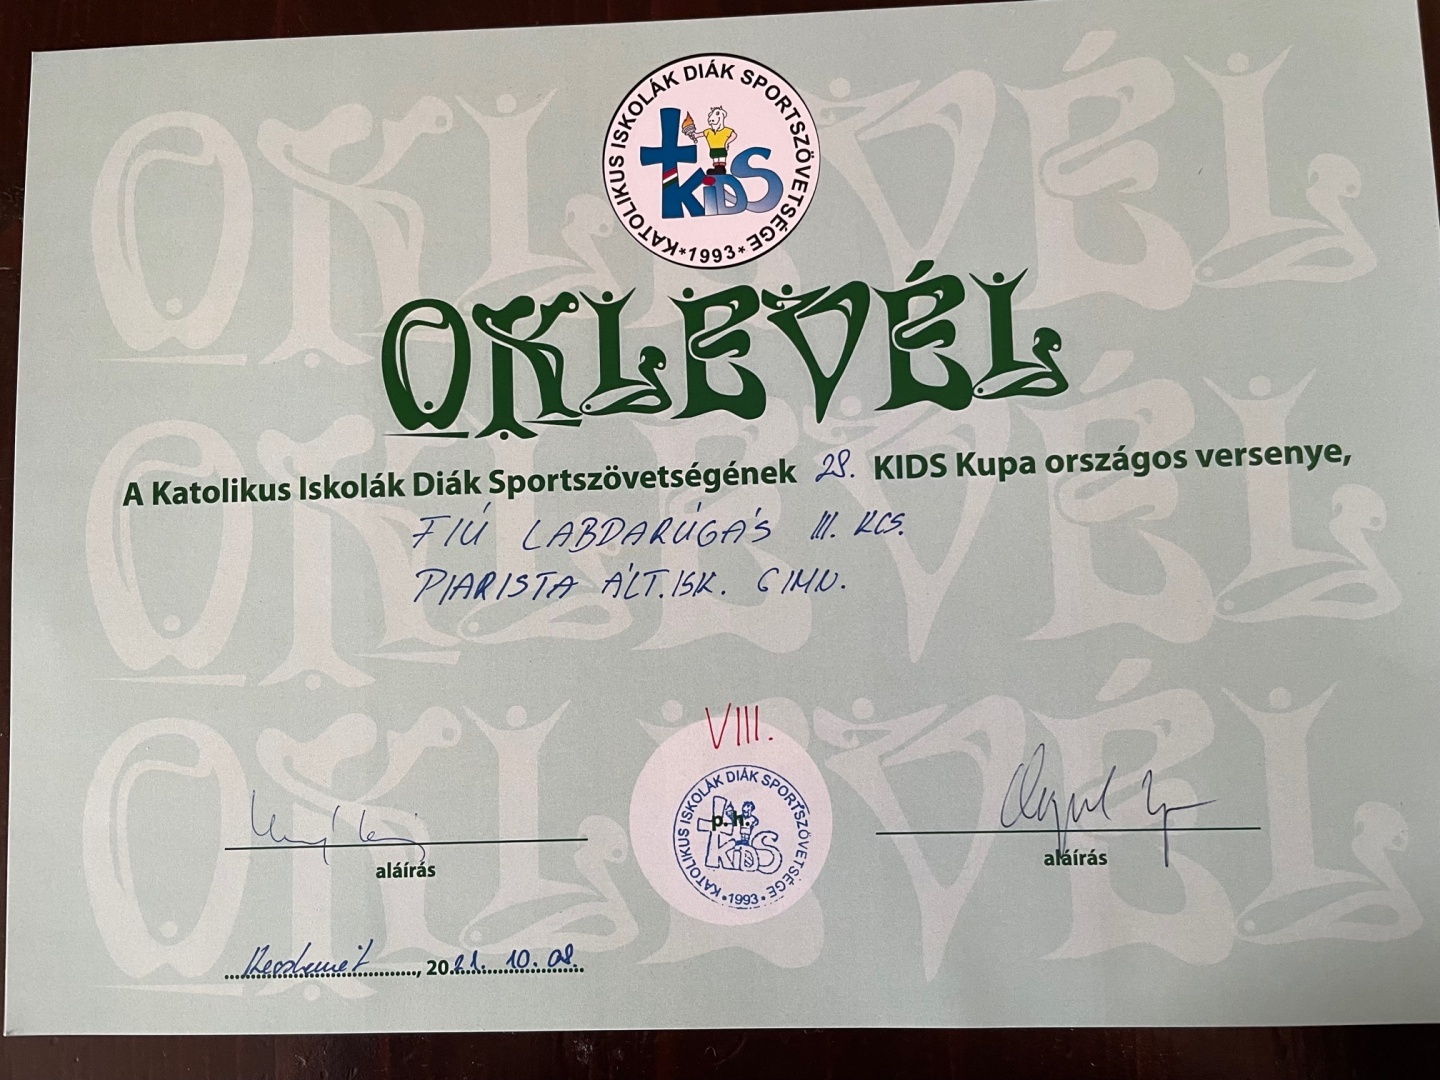 KATOLIKUS ISKOLÁK DIÁK SPORTSZÖVETSÉGE
*1993*
KIDS
OKLEVÉL
A Katolikus Iskolák Diák Sportszövetségének 28. KIDS Kupa országos versenye,
FIÚ LABDARÚGÁS III. KCS.
PIARISTA ÁLT.ISK. GIMN.
VIII.
KATOLIKUS ISKOLÁK DIÁK SPORTSZÖVETSÉGE
•1993•
p. h.
KIDS
aláírás
aláírás
Kecskemét, 2021. 10. 08.